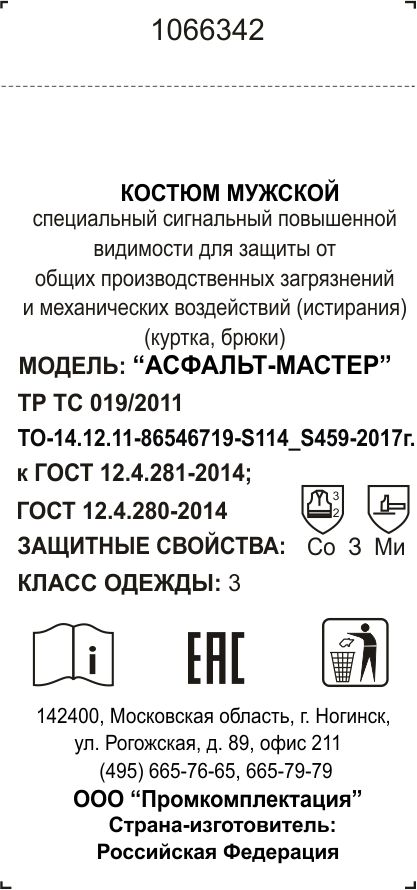 1066342
КОСТЮМ МУЖСКОЙ
специальный сигнальный повышенной
видимости для защиты от
общих производственных загрязнений
и механических воздействий (истирания)
(куртка, брюки)
МОДЕЛЬ: “АСФАЛЬТ-МАСТЕР”
ТР ТС 019/2011
ТО-14.12.11-86546719-S114_S459-2017г.
к ГОСТ 12.4.281-2014;
ГОСТ 12.4.280-2014
3
2
ЗАЩИТНЫЕ СВОЙСТВА: Со З Ми
КЛАСС ОДЕЖДЫ: 3
i
EAC
142400, Московская область, г. Ногинск,
ул. Рогожская, д. 89, офис 211
(495) 665-76-65, 665-79-79
ООО “Промкомплектация”
Страна-изготовитель:
Российская Федерация